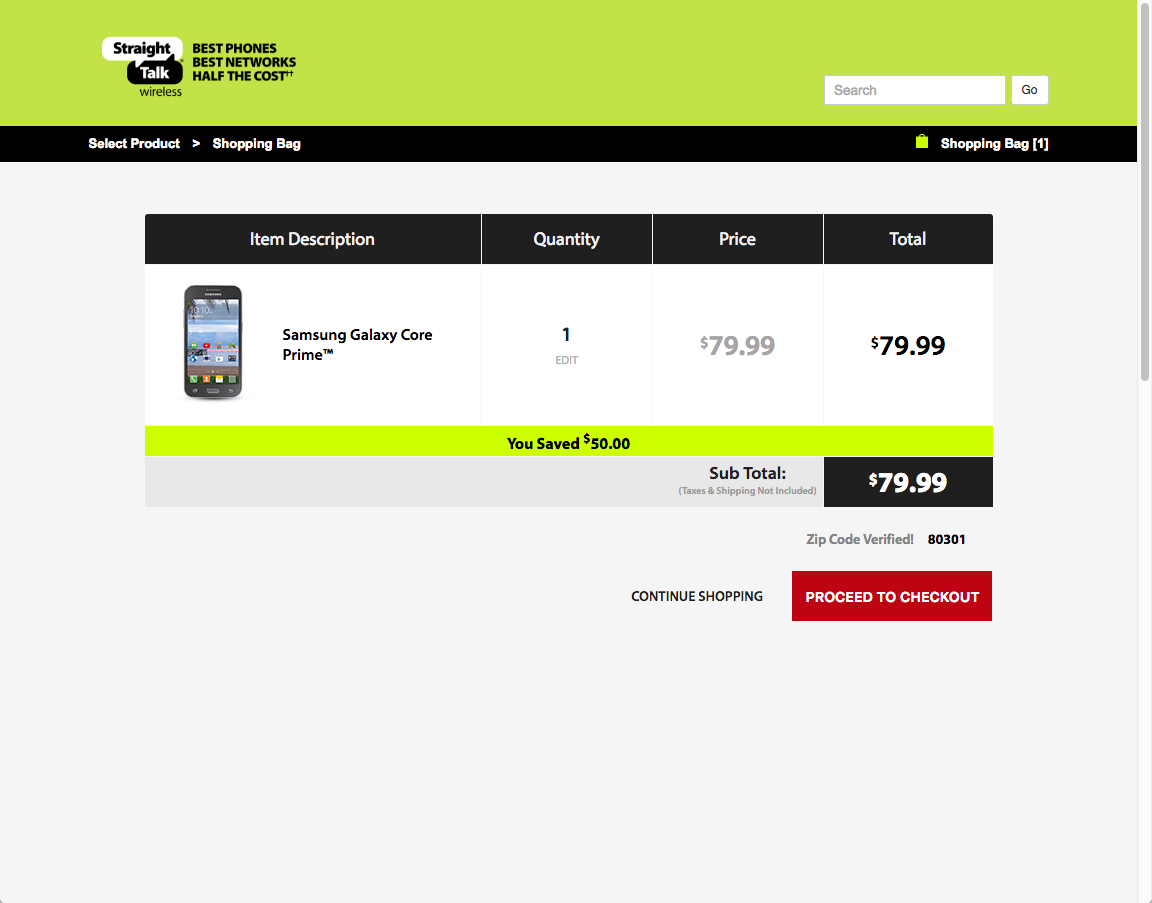 Straight
Talk
wireless
BEST PHONES
BEST NETWORKS
HALF THE COST††
Search
Go
Select Product > Shopping Bag
Shopping Bag [1]
Item Description Quantity Price Total
Samsung Galaxy Core
Prime™
1
EDIT
$79.99
$79.99
You Saved $50.00
Sub Total:
(Taxes & Shipping Not Included)
$79.99
Zip Code Verified! 80301
CONTINUE SHOPPING
PROCEED TO CHECKOUT